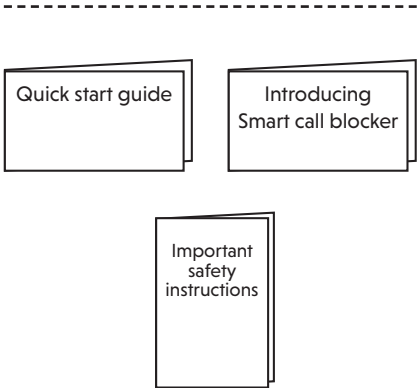 Quick start guide
Introducing
Smart call blocker
Important
safety
instructions